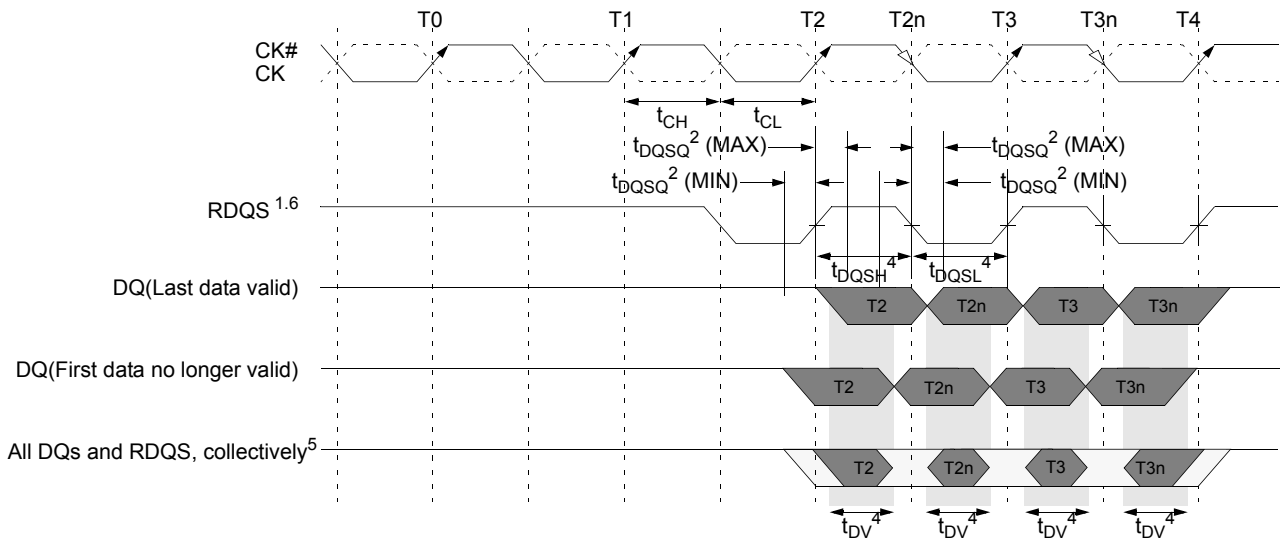 T0 T1 T2 T2n T3 T3n T4
CK#
CK
tCH tCL
tDQSQ2 (MAX) tDQSQ2 (MAX)
tDQSQ2 (MIN) tDQSQ2 (MIN)
RDQS 1.6
tDQSH4 tDQSL4
DQ(Last data valid)
T2 T2n T3 T3n
DQ(First data no longer valid)
T2 T2n T3 T3n
All DQs and RDQS, collectively5
T2 T2n T3 T3n
tDV4 tDV4 tDV4 tDV4